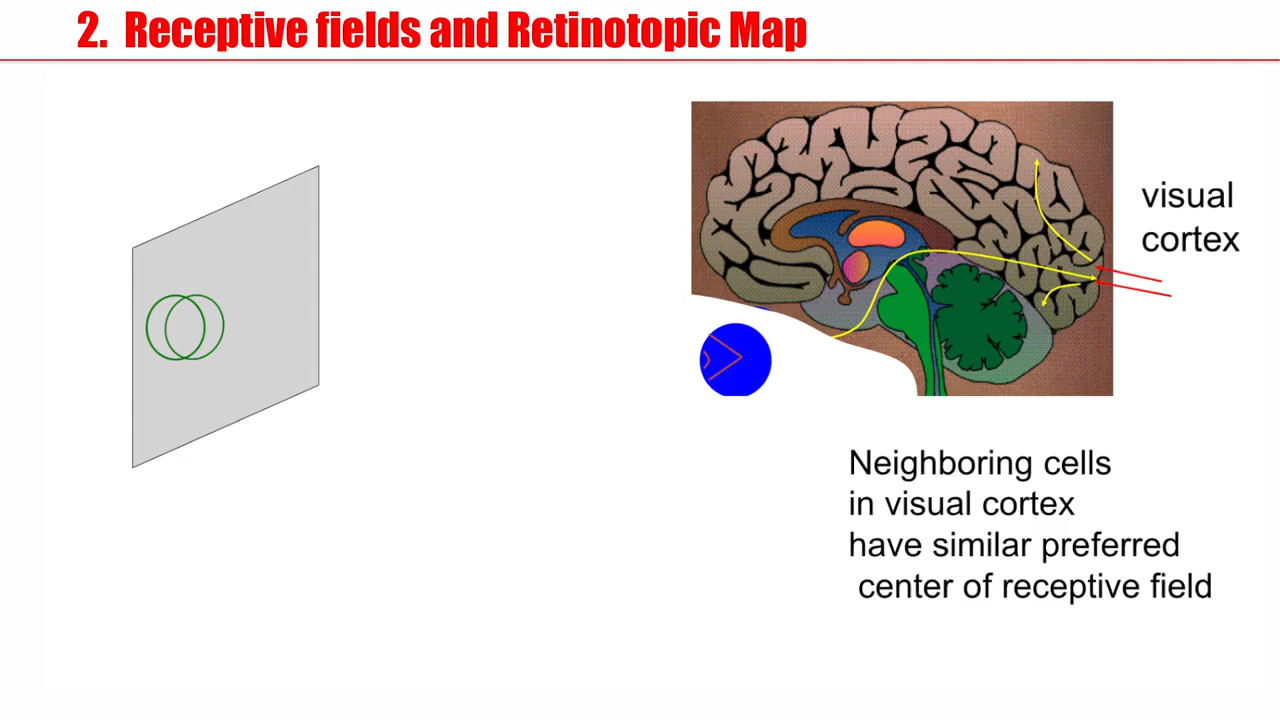 2. Receptive fields and Retinotopic Map
visual
cortex
Neighboring cells
in visual cortex
have similar preferred
center of receptive field